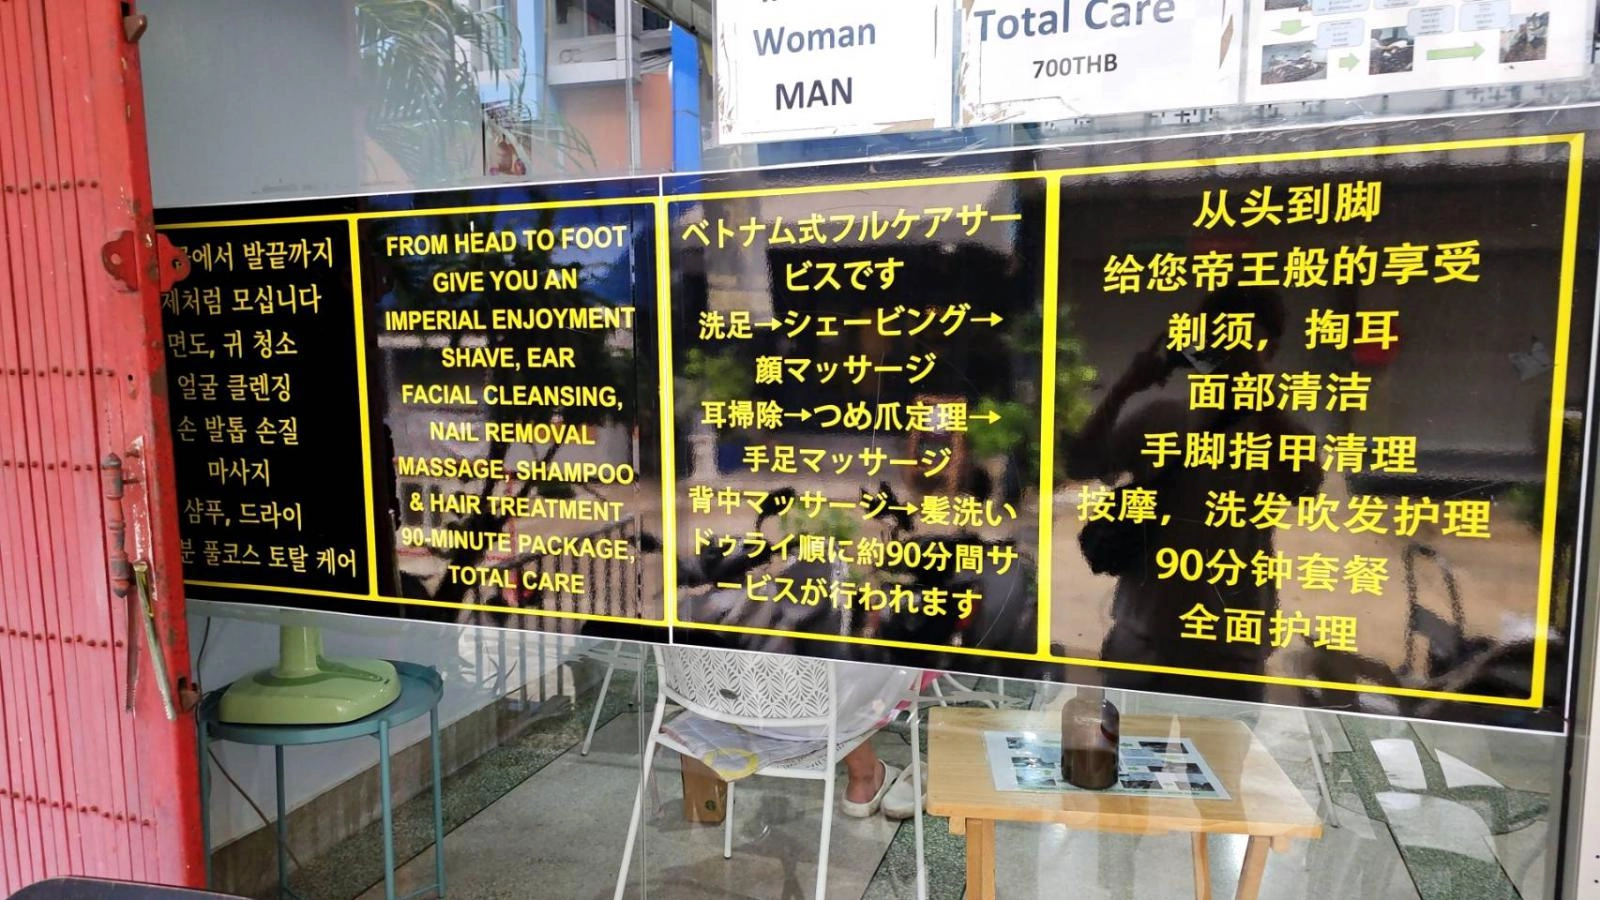 Woman
MAN
Total Care
700THB
에서 발끝까지
제처럼 모십니다
면도, 귀 청소
얼굴 클렌징
손 발톱 손질
마사지
샴푸, 드라이
분 풀코스 토탈 케어
FROM HEAD TO FOOT
GIVE YOU AN
IMPERIAL ENJOYMENT
SHAVE, EAR
FACIAL CLEANSING,
NAIL REMOVAL
MASSAGE, SHAMPOO
& HAIR TREATMENT
90-MINUTE PACKAGE,
TOTAL CARE
ベトナム式フルケアサー
ビスです
洗足→シェービング→
顔マッサージ
耳掃除→つめ爪定理→
手足マッサージ
背中マッサージ→髪洗い
ドゥライ順に約90分間サ
ービスが行われます
从头到脚
给您帝王般的享受
剃须，掏耳
面部清洁
手脚指甲清理
按摩，洗发吹发护理
90分钟套餐
全面护理